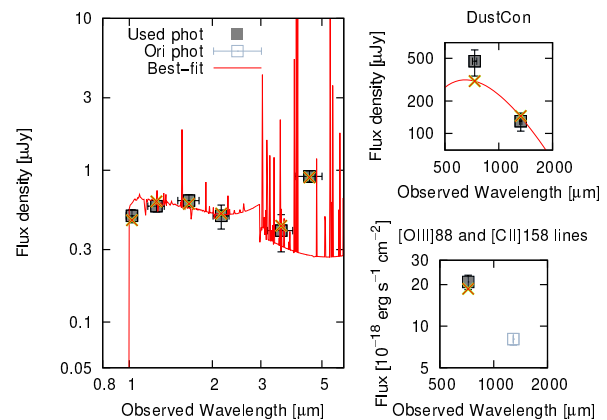 Used phot
Ori phot
Best-fit
10
3
1
0.3
0.1
0.05
0.8
1
2
3
5
Flux density [μJy]
Observed Wavelength [μm]
DustCon
500
200
100
500
1000
2000
Flux density [μJy]
Observed Wavelength [μm]
[OIII]88 and [CII]158 lines
30
20
10
5
500
1000
2000
Flux [10⁻¹⁸ erg s⁻¹ cm⁻²]
Observed Wavelength [μm]